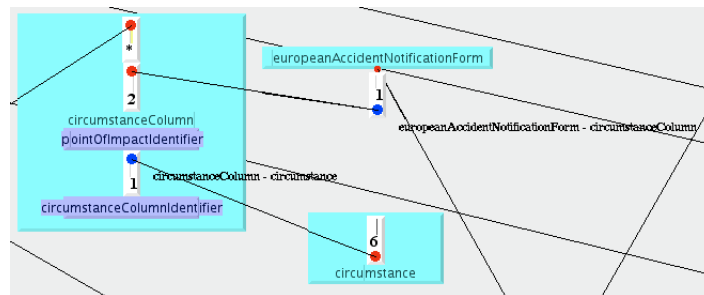 *
europeanAccidentNotificationForm
2
1
circumstanceColumn
europeanAccidentNotificationForm - circumstanceColumn
pointOfImpactIdentifier
1
circumstanceColumn - circumstance
circumstanceColumnIdentifier
6
circumstance